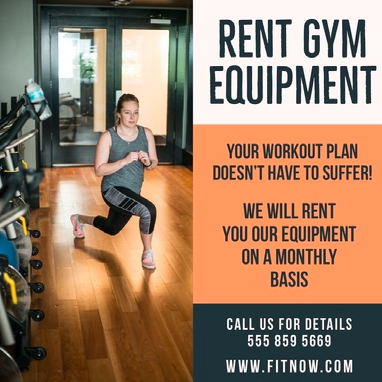 RENT GYM
EQUIPMENT
YOUR WORKOUT PLAN
DOESN'T HAVE TO SUFFER!
WE WILL RENT
YOU OUR EQUIPMENT
ON A MONTHLY
BASIS
CALL US FOR DETAILS
555 859 5669
WWW.FITNOW.COM